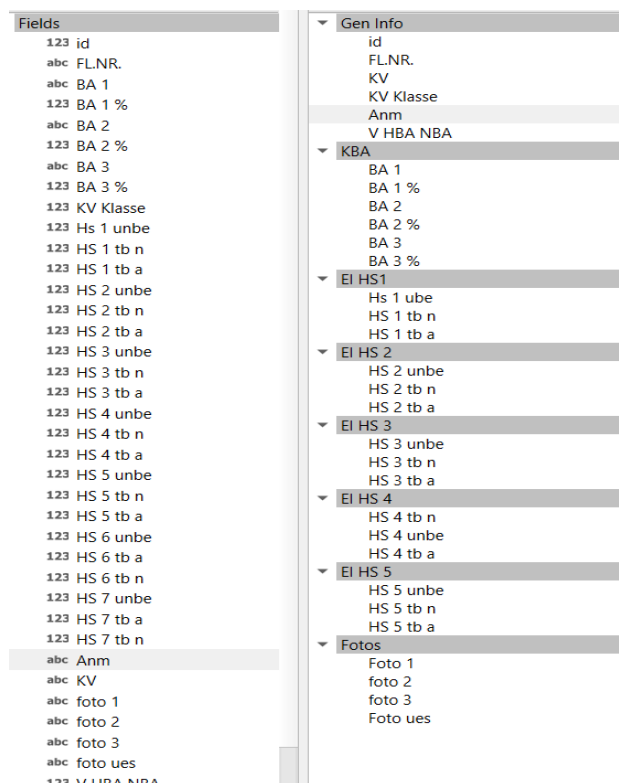 Fields
123 id
abc FL.NR.
abc BA 1
123 BA 1 %
abc BA 2
123 BA 2 %
abc BA 3
123 BA 3 %
123 KV Klasse
123 Hs 1 unbe
123 HS 1 tb n
123 HS 1 tb a
123 HS 2 unbe
123 HS 2 tb n
123 HS 2 tb a
123 HS 3 unbe
123 HS 3 tb n
123 HS 3 tb a
123 HS 4 unbe
123 HS 4 tb n
123 HS 4 tb a
123 HS 5 unbe
123 HS 5 tb n
123 HS 5 tb a
123 HS 6 unbe
123 HS 6 tb a
123 HS 6 tb n
123 HS 7 unbe
123 HS 7 tb a
123 HS 7 tb n
abc Anm
abc KV
abc foto 1
abc foto 2
abc foto 3
abc foto ues
123 V HBA NBA
Gen Info
id
FL.NR.
KV
KV Klasse
Anm
V HBA NBA
KBA
BA 1
BA 1 %
BA 2
BA 2 %
BA 3
BA 3 %
EI HS1
Hs 1 ube
HS 1 tb n
HS 1 tb a
EI HS 2
HS 2 unbe
HS 2 tb n
HS 2 tb a
EI HS 3
HS 3 unbe
HS 3 tb n
HS 3 tb a
EI HS 4
HS 4 tb n
HS 4 unbe
HS 4 tb a
EI HS 5
HS 5 unbe
HS 5 tb n
HS 5 tb a
Fotos
Foto 1
foto 2
foto 3
Foto ues